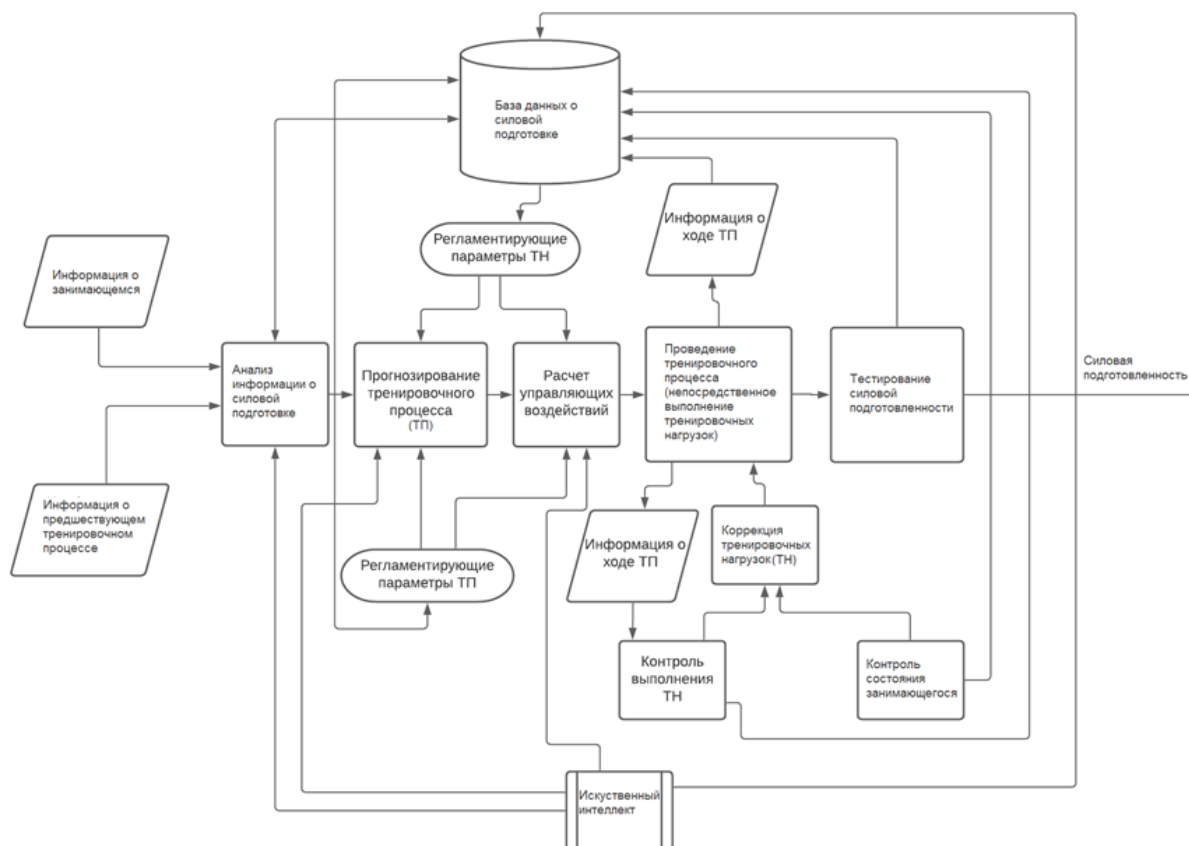 База данных о
силовой
подготовке
Информация о
ходе ТП
Регламентирующие
параметры ТН
Информация о
занимающемся
Анализ
информации о
силовой
подготовке
Прогнозирование
тренировочного
процесса
(ТП)
Расчет
управляющих
воздействий
Проведение
тренировочного
процесса
(непосредственное
выполнение
тренировочных
нагрузок)
Тестирование
силовой
подготовленности
Силовая
подготовленность
Информация о
предшествующем
тренировочном
процессе
Регламентирующие
параметры ТП
Информация о
ходе ТП
Коррекция
тренировочных
нагрузок(ТН)
Контроль
выполнения
ТН
Контроль
состояния
занимающегося
Искуственный
интеллект